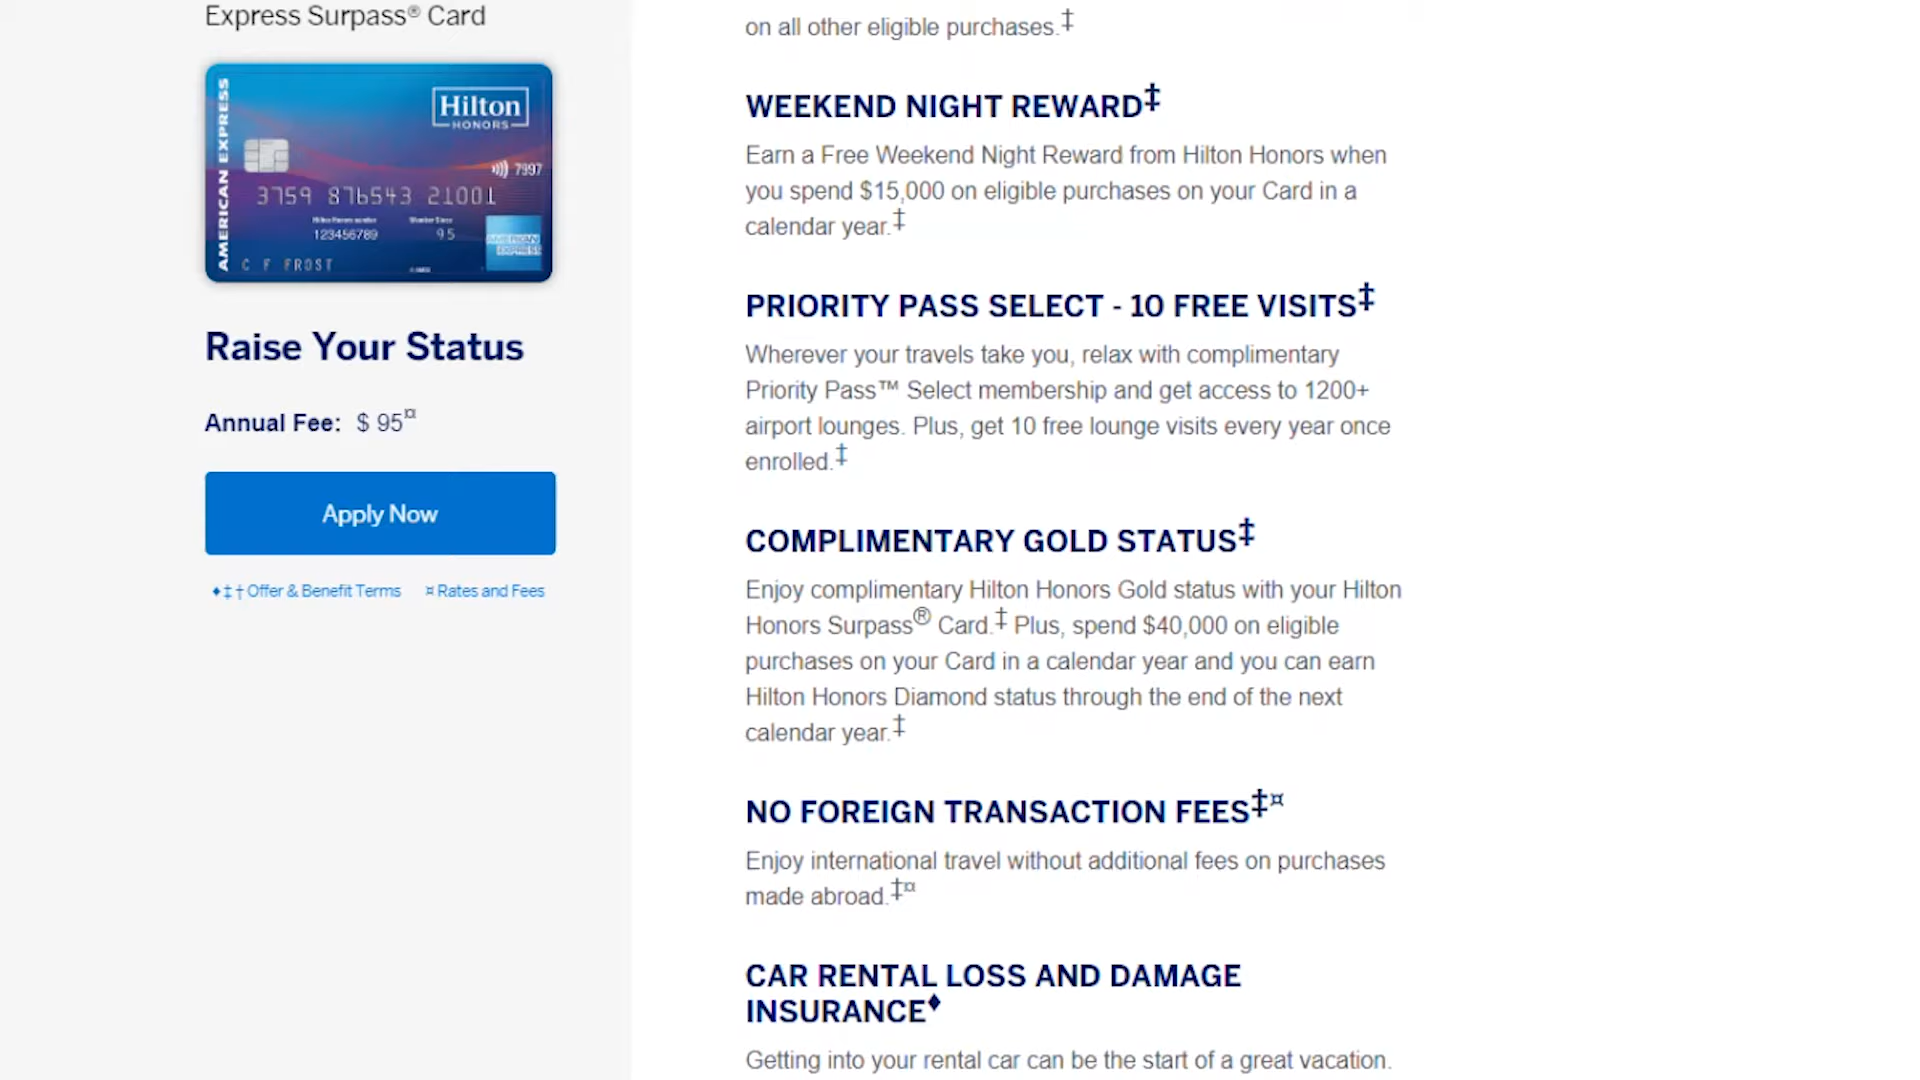 Express Surpass® Card
AMERICAN EXPRESS
Hilton
HONORS
7997
3759 876543 21001
Hilton Honors number
Member Since
123456789
95
AMERICAN
EXPRESS
C F FROST
Raise Your Status
Annual Fee: $ 95¤
Apply Now
♦‡† Offer & Benefit Terms
¤ Rates and Fees
on all other eligible purchases.‡
WEEKEND NIGHT REWARD‡
Earn a Free Weekend Night Reward from Hilton Honors when
you spend $15,000 on eligible purchases on your Card in a
calendar year.‡
PRIORITY PASS SELECT - 10 FREE VISITS‡
Wherever your travels take you, relax with complimentary
Priority Pass™ Select membership and get access to 1200+
airport lounges. Plus, get 10 free lounge visits every year once
enrolled.‡
COMPLIMENTARY GOLD STATUS‡
Enjoy complimentary Hilton Honors Gold status with your Hilton
Honors Surpass® Card.‡ Plus, spend $40,000 on eligible
purchases on your Card in a calendar year and you can earn
Hilton Honors Diamond status through the end of the next
calendar year.‡
NO FOREIGN TRANSACTION FEES‡¤
Enjoy international travel without additional fees on purchases
made abroad.‡¤
CAR RENTAL LOSS AND DAMAGE
INSURANCE♦
Getting into your rental car can be the start of a great vacation.